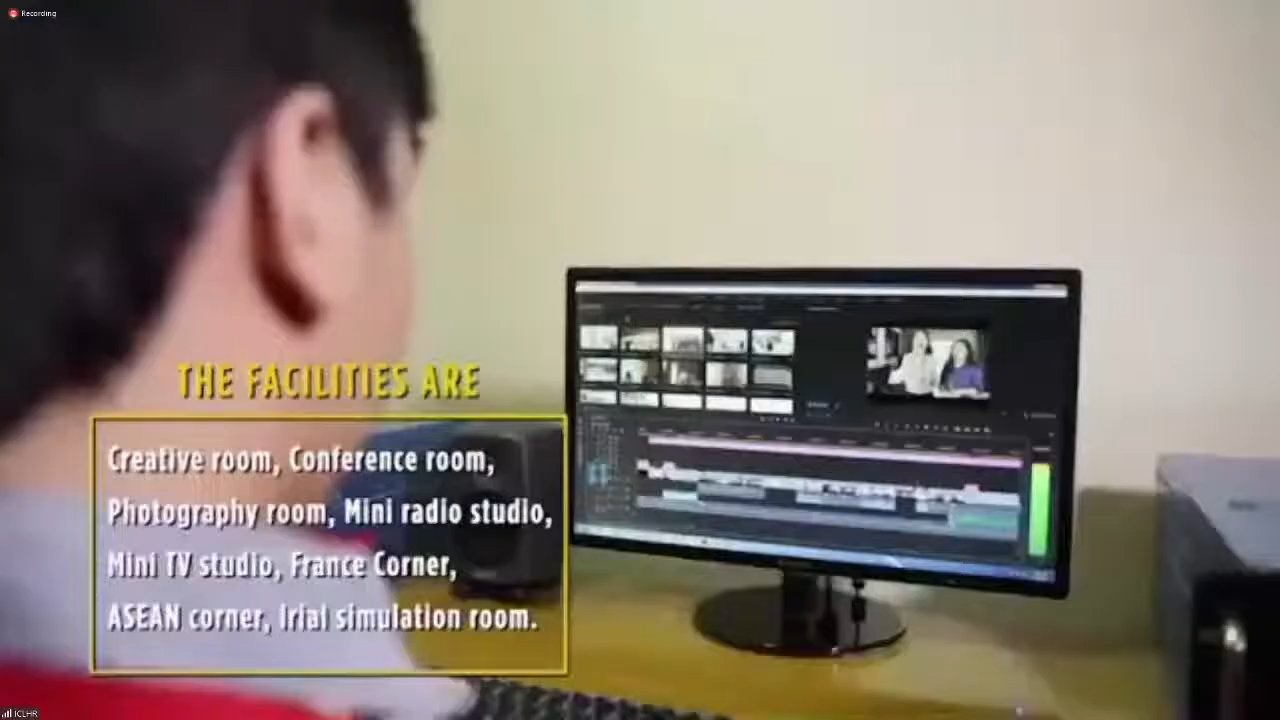 Recording
THE FACILITIES ARE
Creative room, Conference room,
Photography room, Mini radio studio,
Mini TV studio, France Corner,
ASEAN corner, Irial simulation room.
ICLHR